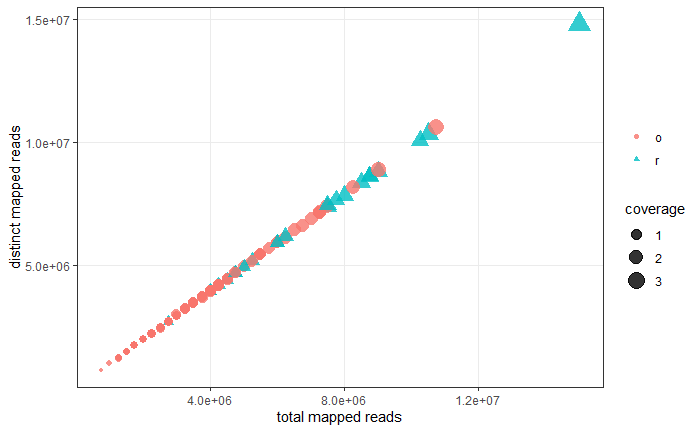 1.5e+07
1.0e+07
5.0e+06
distinct mapped reads
4.0e+06 8.0e+06 1.2e+07
total mapped reads
o
r
coverage
1
2
3